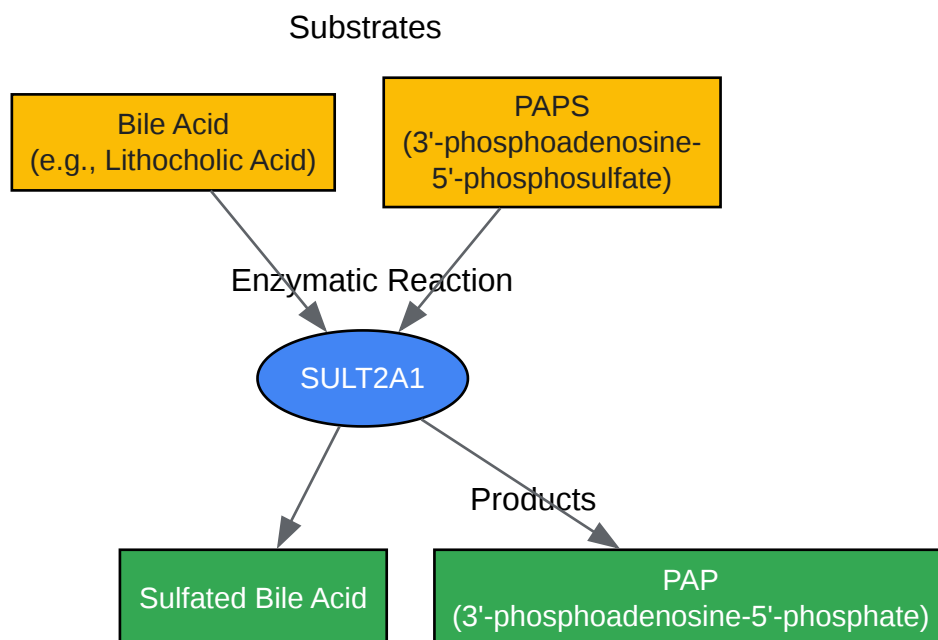 Substrates
Bile Acid
(e.g., Lithocholic Acid)
PAPS
(3'-phosphoadenosine-
5'-phosphosulfate)
Enzymatic Reaction
SULT2A1
Products
Sulfated Bile Acid
PAP
(3'-phosphoadenosine-5'-phosphate)